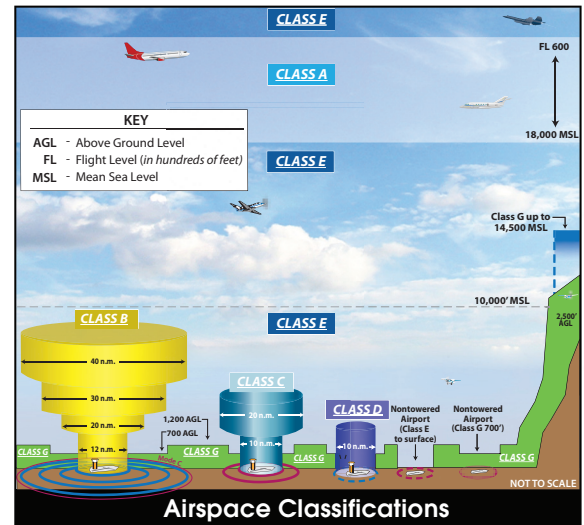 CLASS E
FL 600
CLASS A
18,000 MSL
KEY
AGL - Above Ground Level
FL - Flight Level (in hundreds of feet)
MSL - Mean Sea Level
CLASS E
Class G up to
14,500 MSL
10,000’ MSL
2,500’
AGL
CLASS B
CLASS E
40 n.m.
30 n.m.
20 n.m.
12 n.m.
Mode C
1,200 AGL
700 AGL
CLASS C
20 n.m.
10 n.m.
CLASS D
10 n.m.
Nontowered
Airport
(Class E
to surface)
Nontowered
Airport
(Class G 700’)
CLASS G
CLASS G
CLASS G
CLASS G
NOT TO SCALE
Airspace Classifications